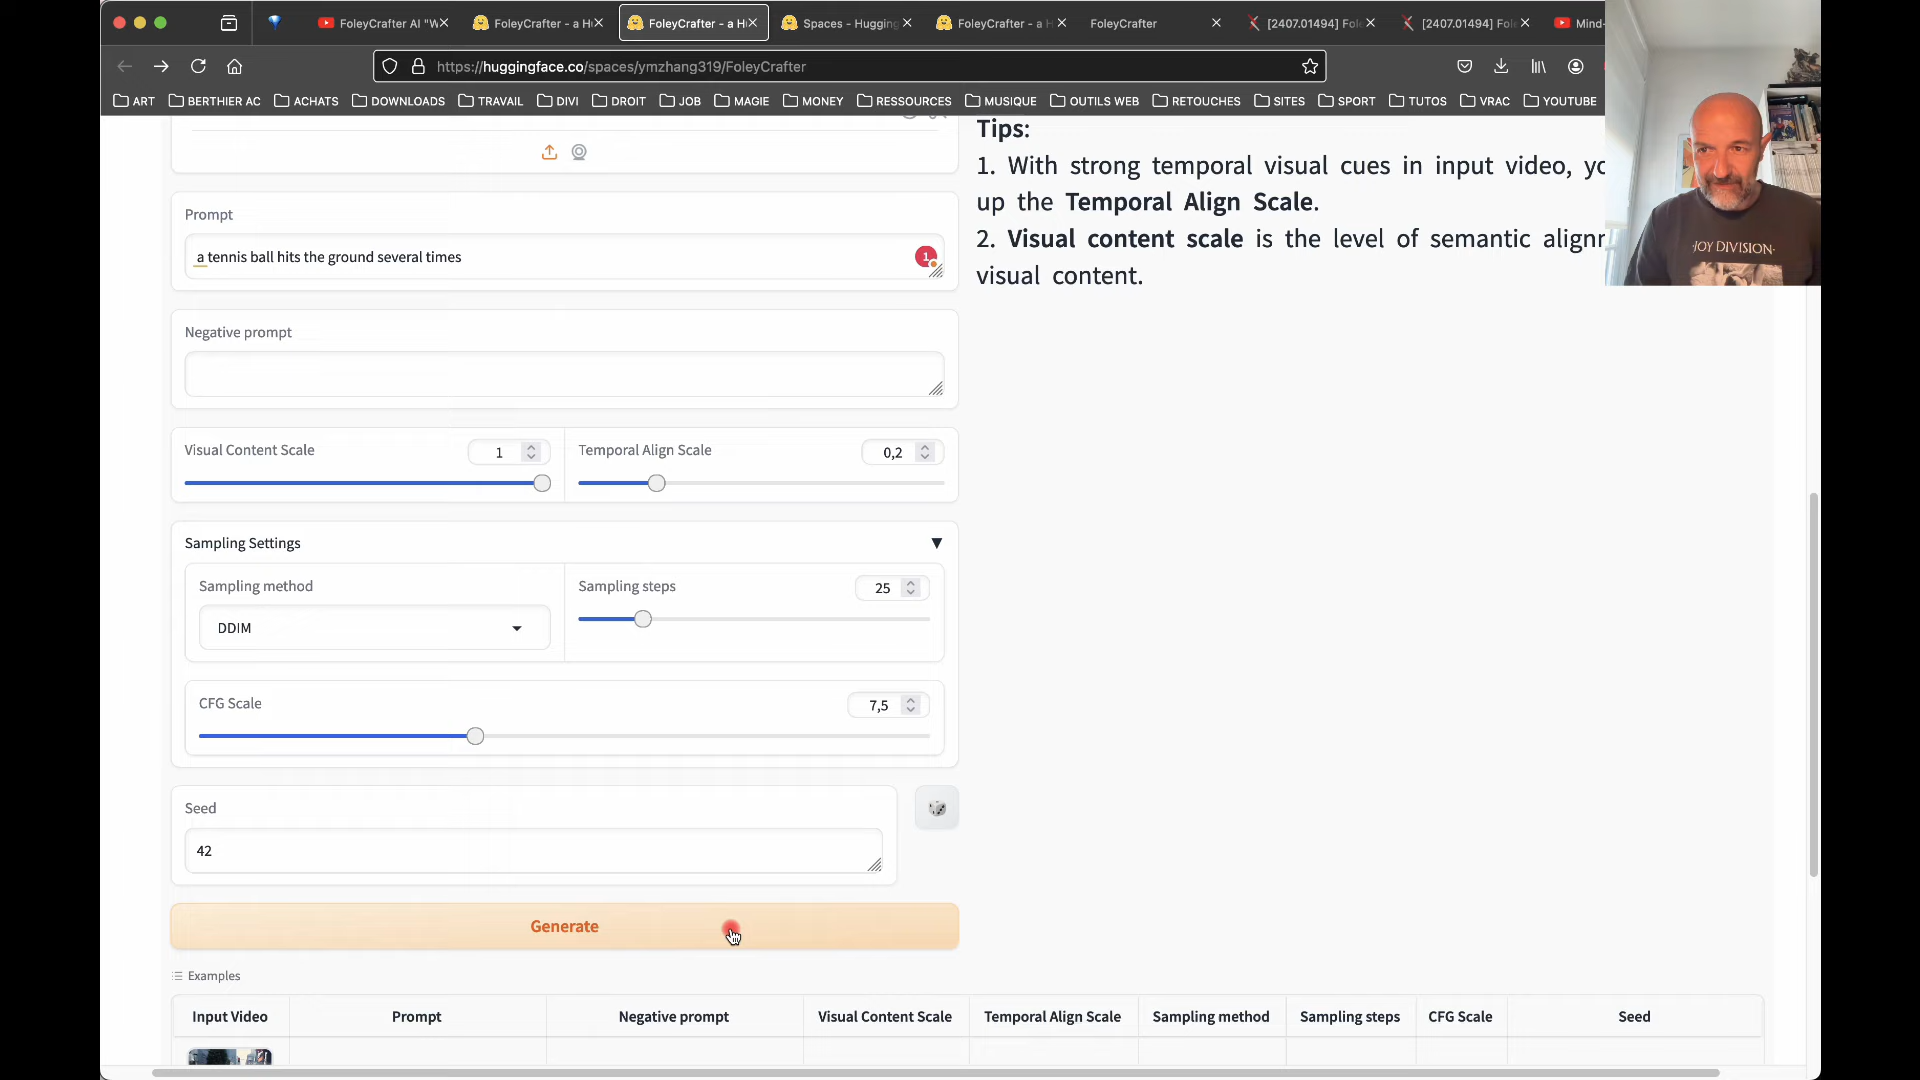 FoleyCrafter AI "W
FoleyCrafter - a H
FoleyCrafter - a H
Spaces - Hugging
FoleyCrafter - a H
FoleyCrafter
[2407.01494] Fol
[2407.01494] Fol
Mind-
https://huggingface.co/spaces/ymzhang319/FoleyCrafter
ART BERTHIER AC ACHATS DOWNLOADS TRAVAIL DIVI DROIT JOB MAGIE MONEY RESSOURCES MUSIQUE OUTILS WEB RETOUCHES SITES SPORT TUTOS VRAC YOUTUBE
Tips:
1. With strong temporal visual cues in input video, yo
up the Temporal Align Scale.
2. Visual content scale is the level of semantic alignr
visual content.
JOY DIVISION
Prompt
a tennis ball hits the ground several times
1
Negative prompt
Visual Content Scale 1
Temporal Align Scale 0,2
Sampling Settings
Sampling method
DDIM
Sampling steps 25
CFG Scale 7,5
Seed
42
Generate
Examples
Input Video Prompt Negative prompt Visual Content Scale Temporal Align Scale Sampling method Sampling steps CFG Scale Seed